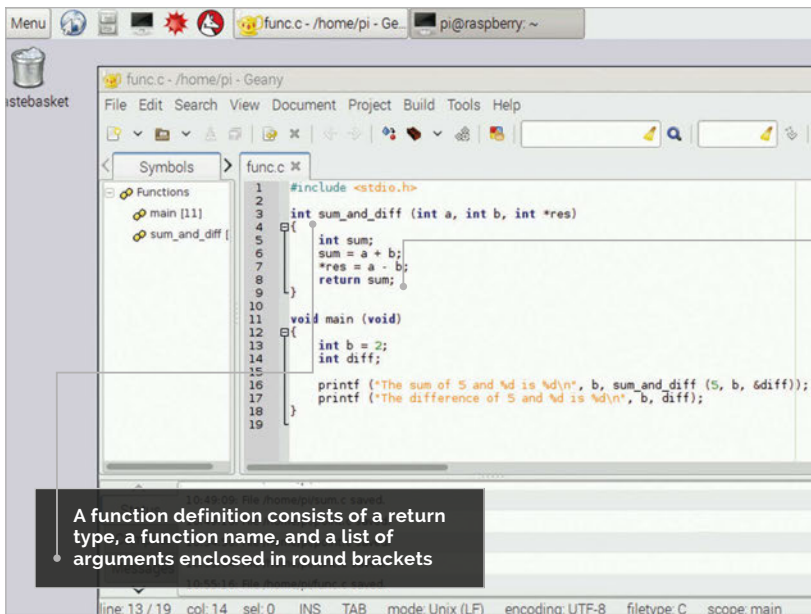 Menu func.c - /home/pi - Ge... pi@raspberry: ~
astebasket
func.c - /home/pi - Geany
File Edit Search View Document Project Build Tools Help
Symbols func.c
Functions
main [11]
sum_and_diff [
1 #include <stdio.h>
2
3 int sum_and_diff (int a, int b, int *res)
4 {
5 int sum;
6 sum = a + b;
7 *res = a - b;
8 return sum;
9 }
10
11 void main (void)
12 {
13 int b = 2;
14 int diff;
15
16 printf ("The sum of 5 and %d is %d\n", b, sum_and_diff (5, b, &diff));
17 printf ("The difference of 5 and %d is %d\n", b, diff);
18 }
19
10:49:09: File /home/pi/sum.c saved.
A function definition consists of a return
type, a function name, and a list of
arguments enclosed in round brackets
10:55:16: File /home/pi/func.c saved.
line: 13 / 19 col: 14 sel: 0 INS TAB mode: Unix (LF) encoding: UTF-8 filetype: C scope: main